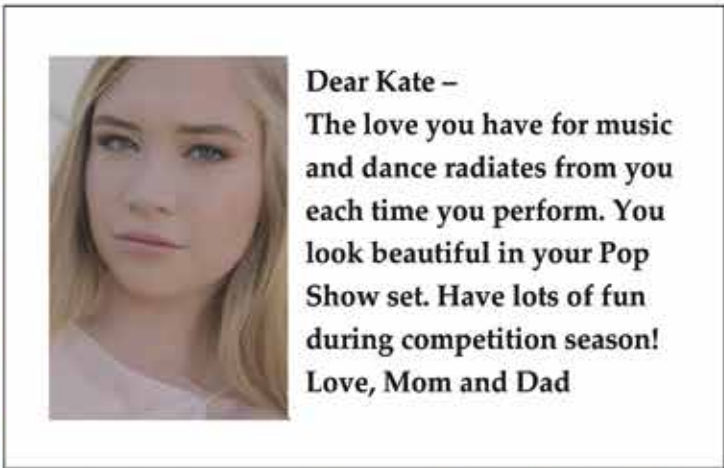 Dear Kate –
The love you have for music
and dance radiates from you
each time you perform. You
look beautiful in your Pop
Show set. Have lots of fun
during competition season!
Love, Mom and Dad